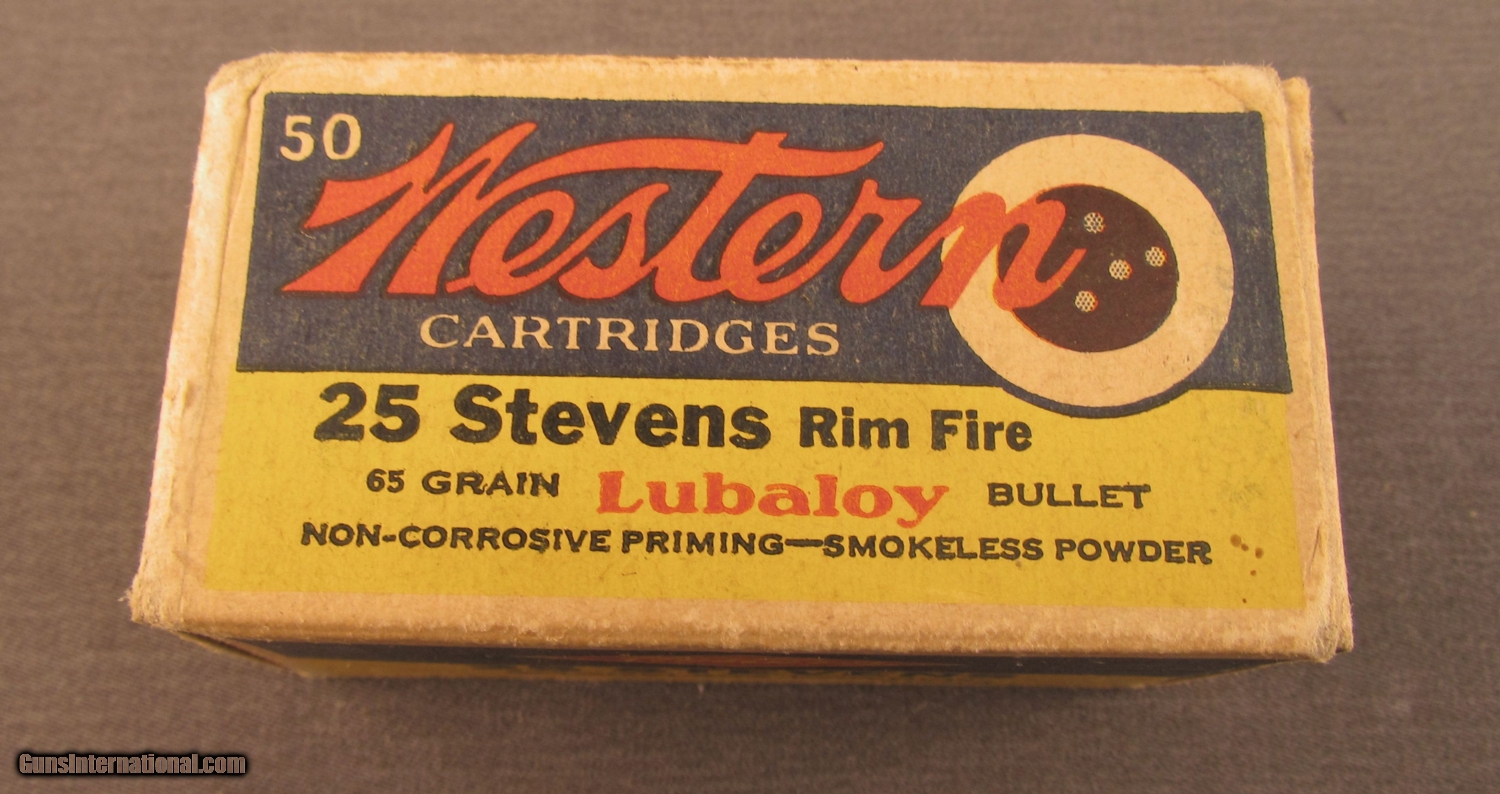 50
Western
CARTRIDGES
25 Stevens Rim Fire
65 GRAIN Lubaloy BULLET
NON-CORROSIVE PRIMING—SMOKELESS POWDER
GunsInternational.com